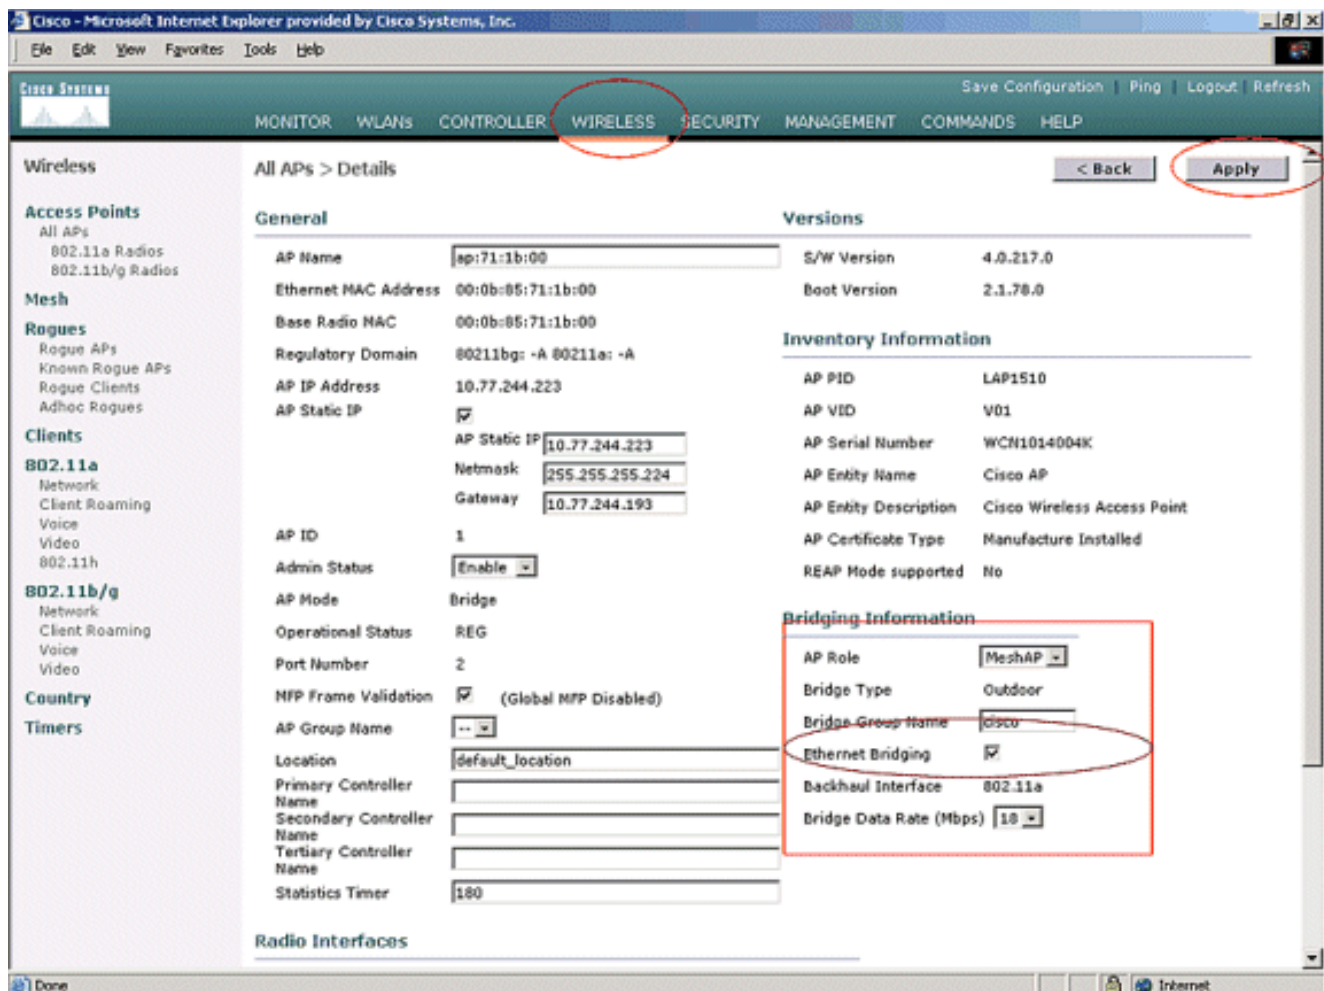 Cisco - Microsoft Internet Explorer provided by Cisco Systems, Inc.
File Edit View Favorites Tools Help
Cisco Systems
Save Configuration | Ping | Logout | Refresh
MONITOR WLANs CONTROLLER WIRELESS SECURITY MANAGEMENT COMMANDS HELP
Wireless
Access Points
All APs
802.11a Radios
802.11b/g Radios
Mesh
Rogues
Rogue APs
Known Rogue APs
Rogue Clients
Adhoc Rogues
Clients
802.11a
Network
Client Roaming
Voice
Video
802.11h
802.11b/g
Network
Client Roaming
Voice
Video
Country
Timers
All APs > Details
< Back
Apply
General
AP Name ap:71:1b:00
Ethernet MAC Address 00:0b:85:71:1b:00
Base Radio MAC 00:0b:85:71:1b:00
Regulatory Domain 80211bg: -A 80211a: -A
AP IP Address 10.77.244.223
AP Static IP
AP Static IP 10.77.244.223
Netmask 255.255.255.224
Gateway 10.77.244.193
AP ID 1
Admin Status Enable
AP Mode Bridge
Operational Status REG
Port Number 2
MFP Frame Validation (Global MFP Disabled)
AP Group Name --
Location default_location
Primary Controller
Name
Secondary Controller
Name
Tertiary Controller
Name
Statistics Timer 180
Radio Interfaces
Versions
S/W Version 4.0.217.0
Boot Version 2.1.78.0
Inventory Information
AP PID LAP1510
AP VID V01
AP Serial Number WCN1014004K
AP Entity Name Cisco AP
AP Entity Description Cisco Wireless Access Point
AP Certificate Type Manufacture Installed
REAP Mode supported No
Bridging Information
AP Role MeshAP
Bridge Type Outdoor
Bridge Group Name cisco
Ethernet Bridging
Backhaul Interface 802.11a
Bridge Data Rate (Mbps) 18
Done
Internet